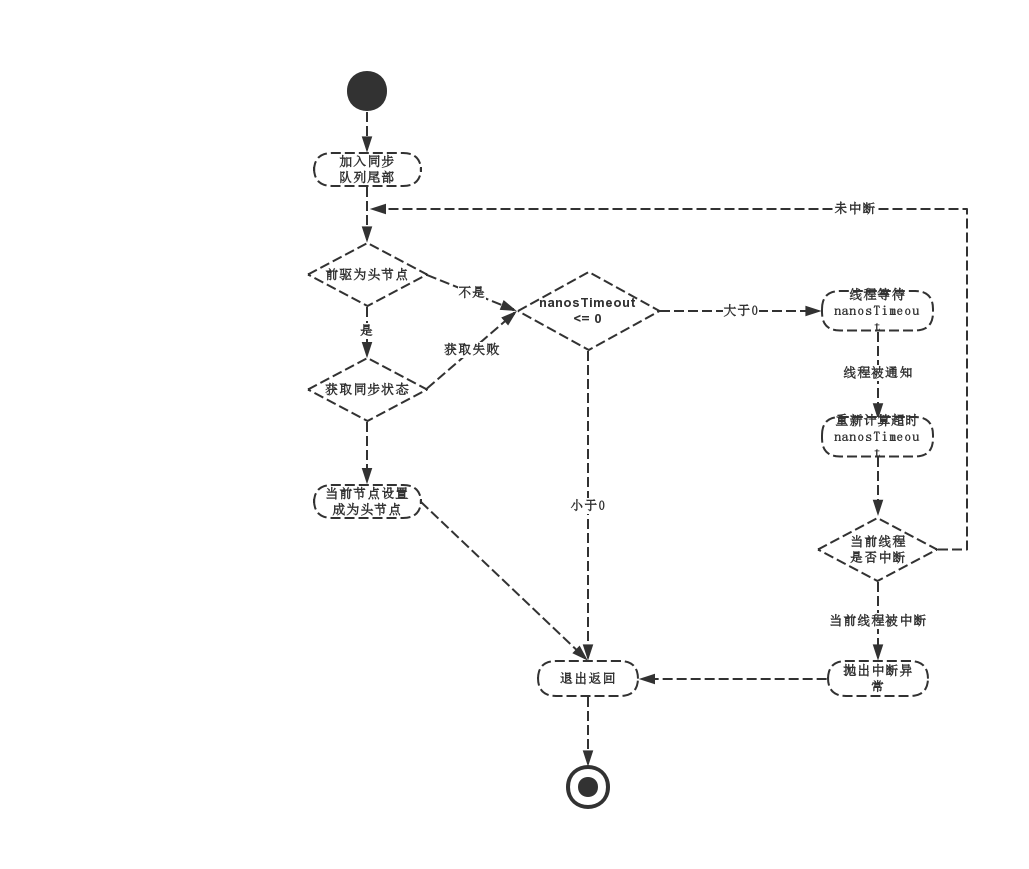 加入同步
队列尾部
未中断
前驱为头节点
不是
nanosTimeout
<= 0
大于0
线程等待
nanosTimeou
t
是
获取失败
线程被通知
获取同步状态
重新计算超时
nanosTimeou
t
当前节点设置
成为头节点
小于0
当前线程
是否中断
当前线程被中断
退出返回
抛出中断异
常